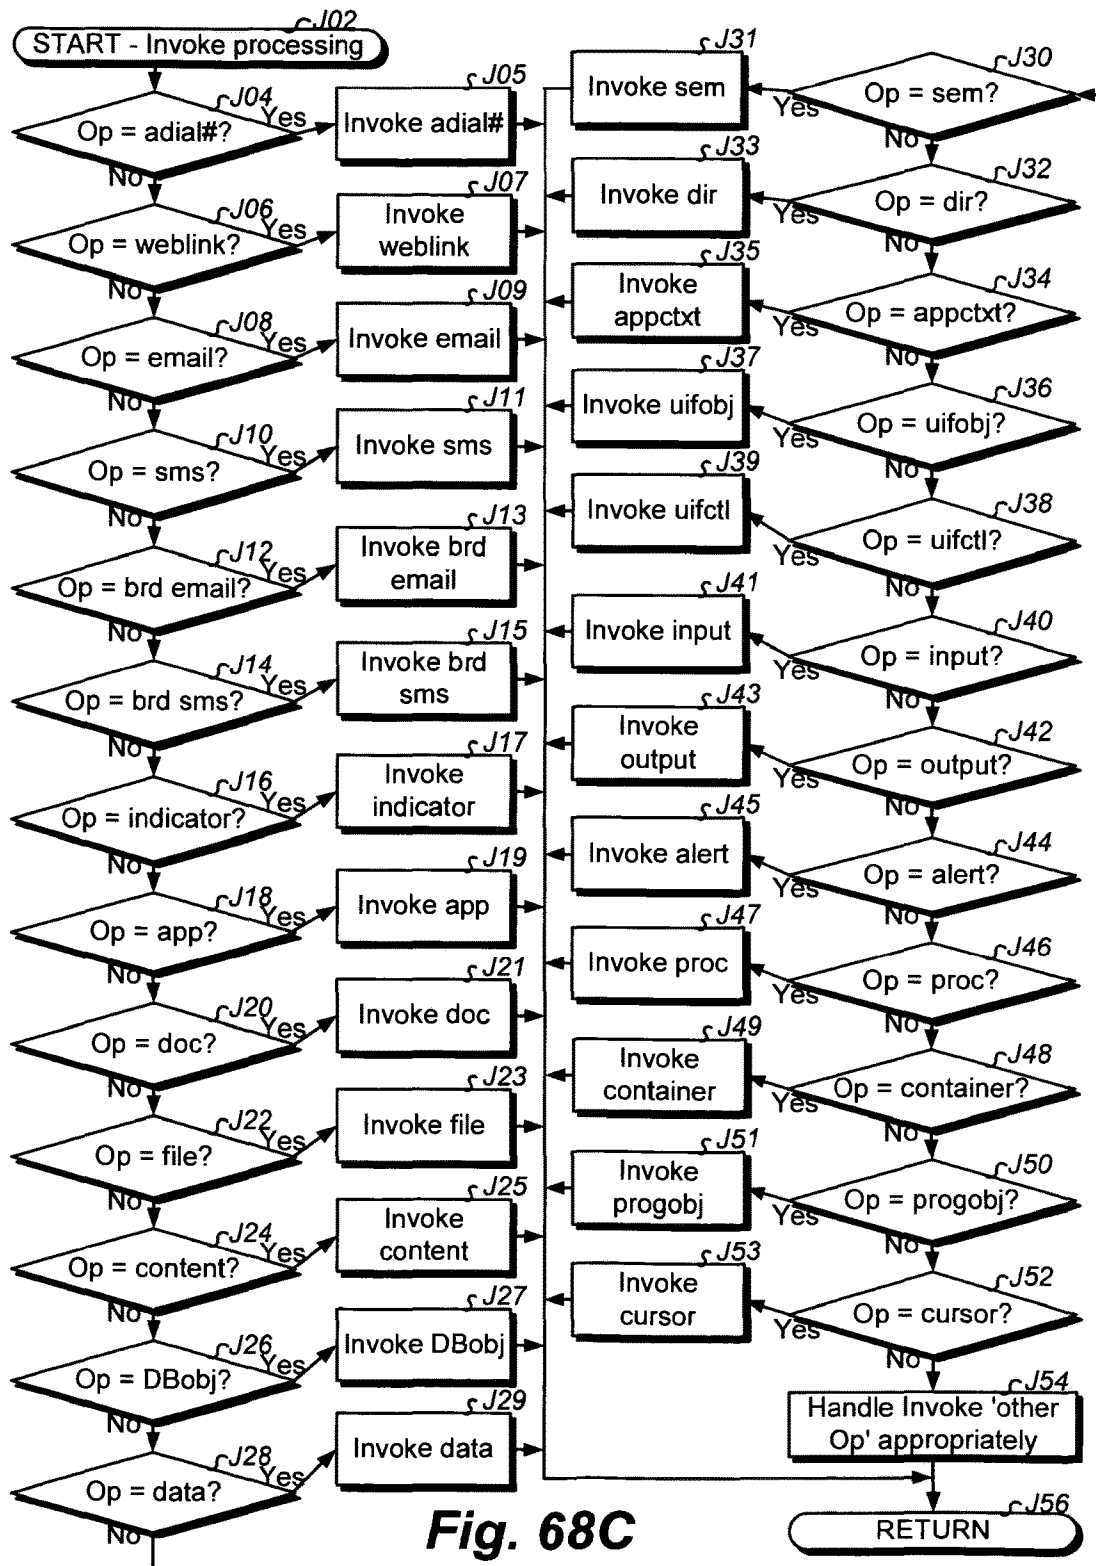 J02
START - Invoke processing
J04
Op = adial#?
Yes
No
J05
Invoke adial#
J06
Op = weblink?
Yes
No
J07
Invoke
weblink
J08
Op = email?
Yes
No
J09
Invoke email
J10
Op = sms?
Yes
No
J11
Invoke sms
J12
Op = brd email?
Yes
No
J13
Invoke brd
email
J14
Op = brd sms?
Yes
No
J15
Invoke brd
sms
J16
Op = indicator?
Yes
No
J17
Invoke
indicator
J18
Op = app?
Yes
No
J19
Invoke app
J20
Op = doc?
Yes
No
J21
Invoke doc
J22
Op = file?
Yes
No
J23
Invoke file
J24
Op = content?
Yes
No
J25
Invoke
content
J26
Op = DBobj?
Yes
No
J27
Invoke DBobj
J28
Op = data?
Yes
No
J29
Invoke data
J30
Op = sem?
Yes
No
J31
Invoke sem
J32
Op = dir?
Yes
No
J33
Invoke dir
J34
Op = appctxt?
Yes
No
J35
Invoke
appctxt
J36
Op = uifobj?
Yes
No
J37
Invoke uifobj
J38
Op = uifctl?
Yes
No
J39
Invoke uifctl
J40
Op = input?
Yes
No
J41
Invoke input
J42
Op = output?
Yes
No
J43
Invoke
output
J44
Op = alert?
Yes
No
J45
Invoke alert
J46
Op = proc?
Yes
No
J47
Invoke proc
J48
Op = container?
Yes
No
J49
Invoke
container
J50
Op = progobj?
Yes
No
J51
Invoke
progobj
J52
Op = cursor?
Yes
No
J53
Invoke
cursor
J54
Handle Invoke 'other
Op' appropriately
J56
RETURN
Fig. 68C